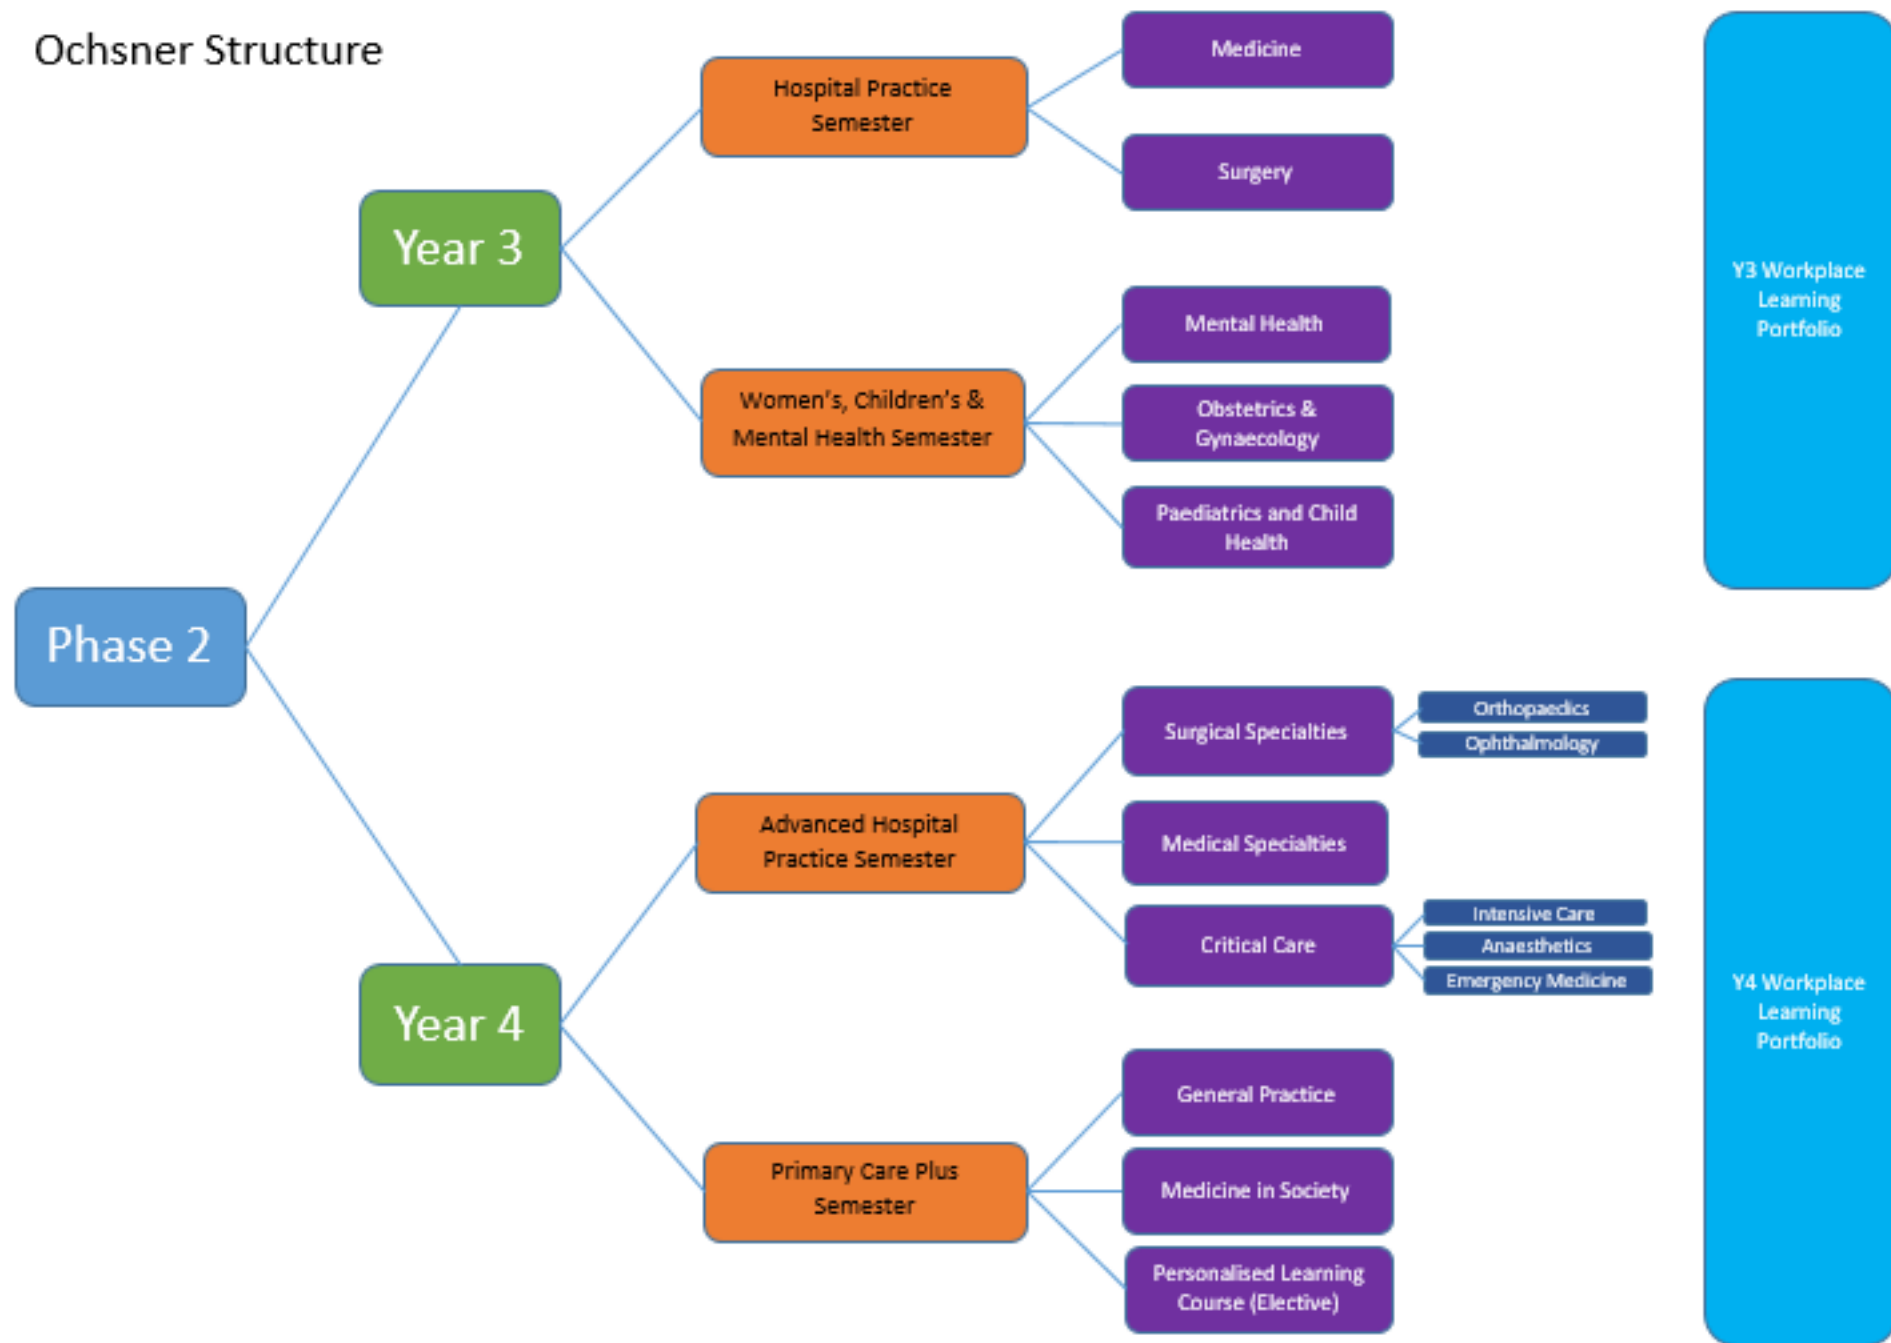 Ochsner Structure
Phase 2
Year 3
Hospital Practice
Semester
Medicine
Surgery
Women's, Children's &
Mental Health Semester
Mental Health
Obstetrics &
Gynaecology
Paediatrics and Child
Health
Y3 Workplace
Learning
Portfolio
Year 4
Advanced Hospital
Practice Semester
Surgical Specialties
Orthopaedics
Ophthalmology
Medical Specialties
Critical Care
Intensive Care
Anaesthetics
Emergency Medicine
Primary Care Plus
Semester
General Practice
Medicine in Society
Personalised Learning
Course (Elective)
Y4 Workplace
Learning
Portfolio